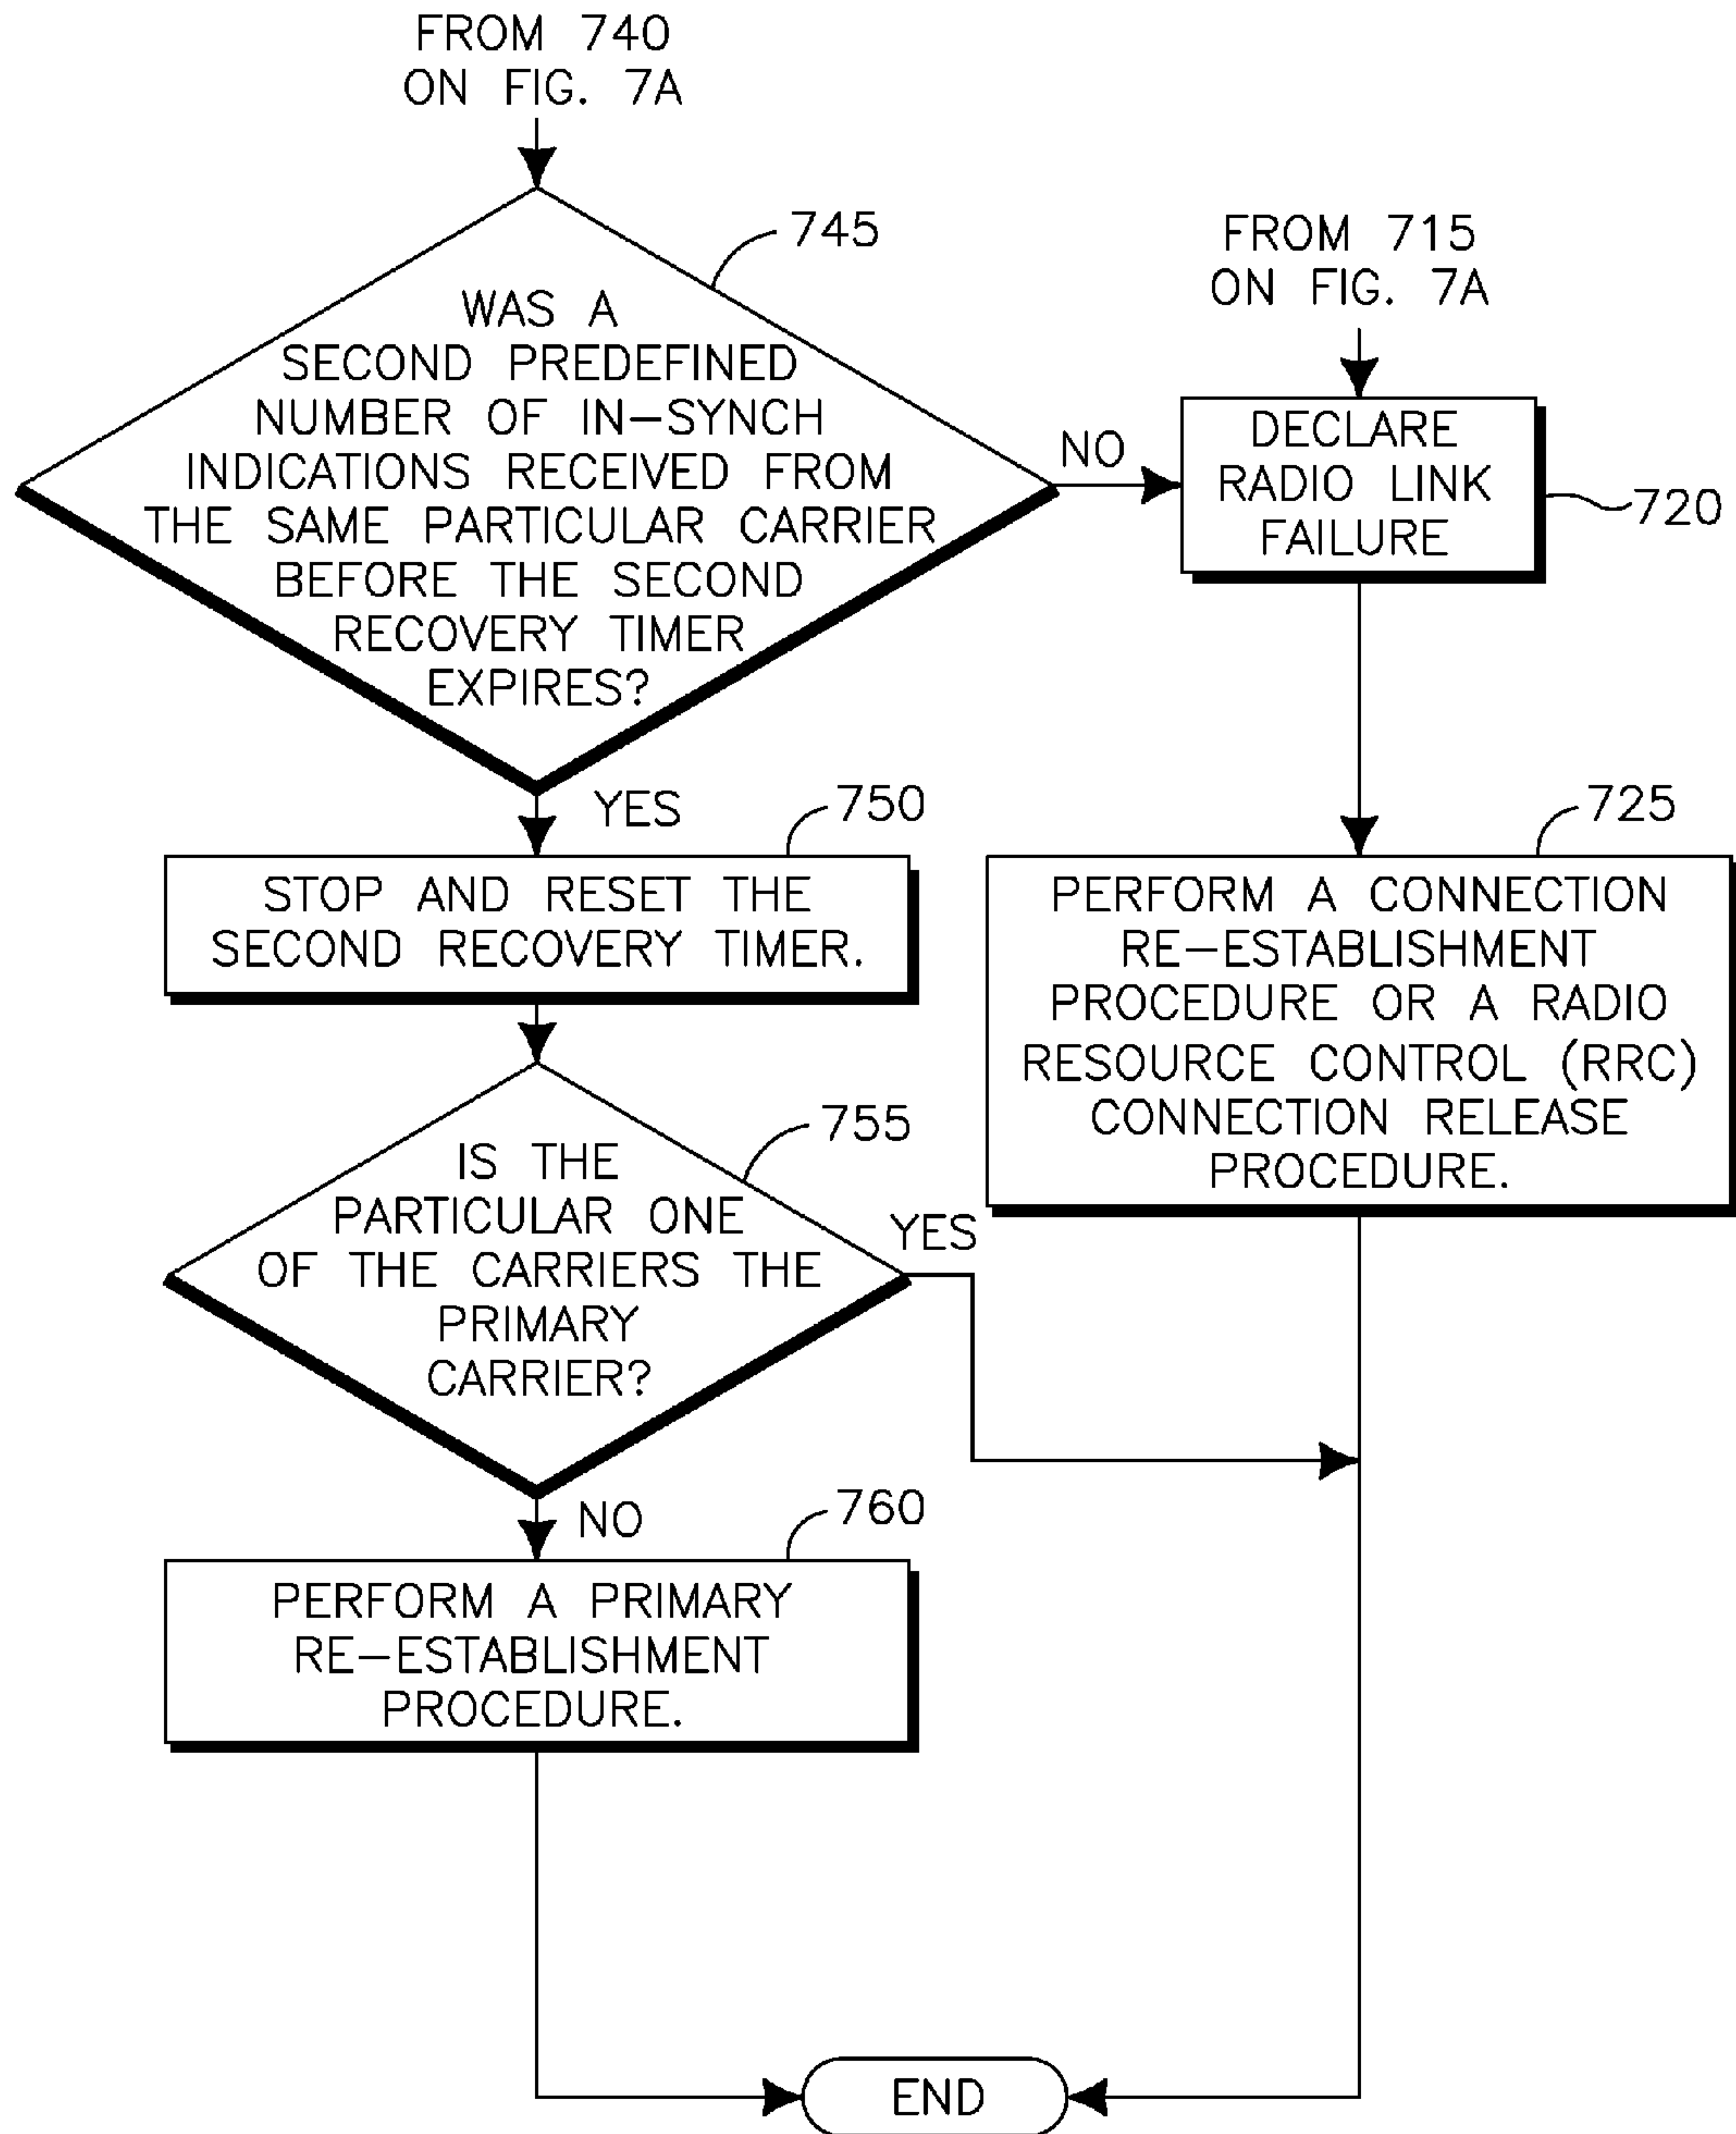 FROM 740
ON FIG. 7A
745
WAS A
SECOND PREDEFINED
NUMBER OF IN-SYNCH
INDICATIONS RECEIVED FROM
THE SAME PARTICULAR CARRIER
BEFORE THE SECOND
RECOVERY TIMER
EXPIRES?
NO
FROM 715
ON FIG. 7A
DECLARE
RADIO LINK
FAILURE
720
YES
750
STOP AND RESET THE
SECOND RECOVERY TIMER.
725
PERFORM A CONNECTION
RE-ESTABLISHMENT
PROCEDURE OR A RADIO
RESOURCE CONTROL (RRC)
CONNECTION RELEASE
PROCEDURE.
755
IS THE
PARTICULAR ONE
OF THE CARRIERS THE
PRIMARY
CARRIER?
YES
NO
760
PERFORM A PRIMARY
RE-ESTABLISHMENT
PROCEDURE.
END